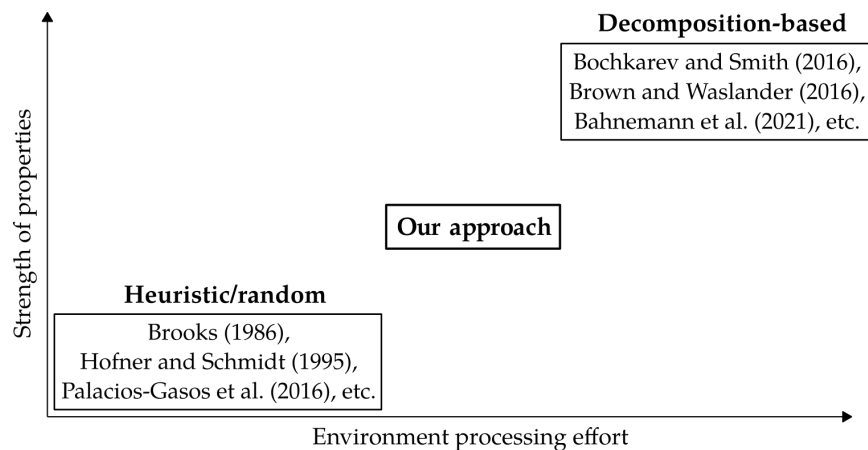 Decomposition-based
Bochkarev and Smith (2016),
Brown and Waslander (2016),
Bahnemann et al. (2021), etc.
Strength of properties
Our approach
Heuristic/random
Brooks (1986),
Hofner and Schmidt (1995),
Palacios-Gasos et al. (2016), etc.
Environment processing effort